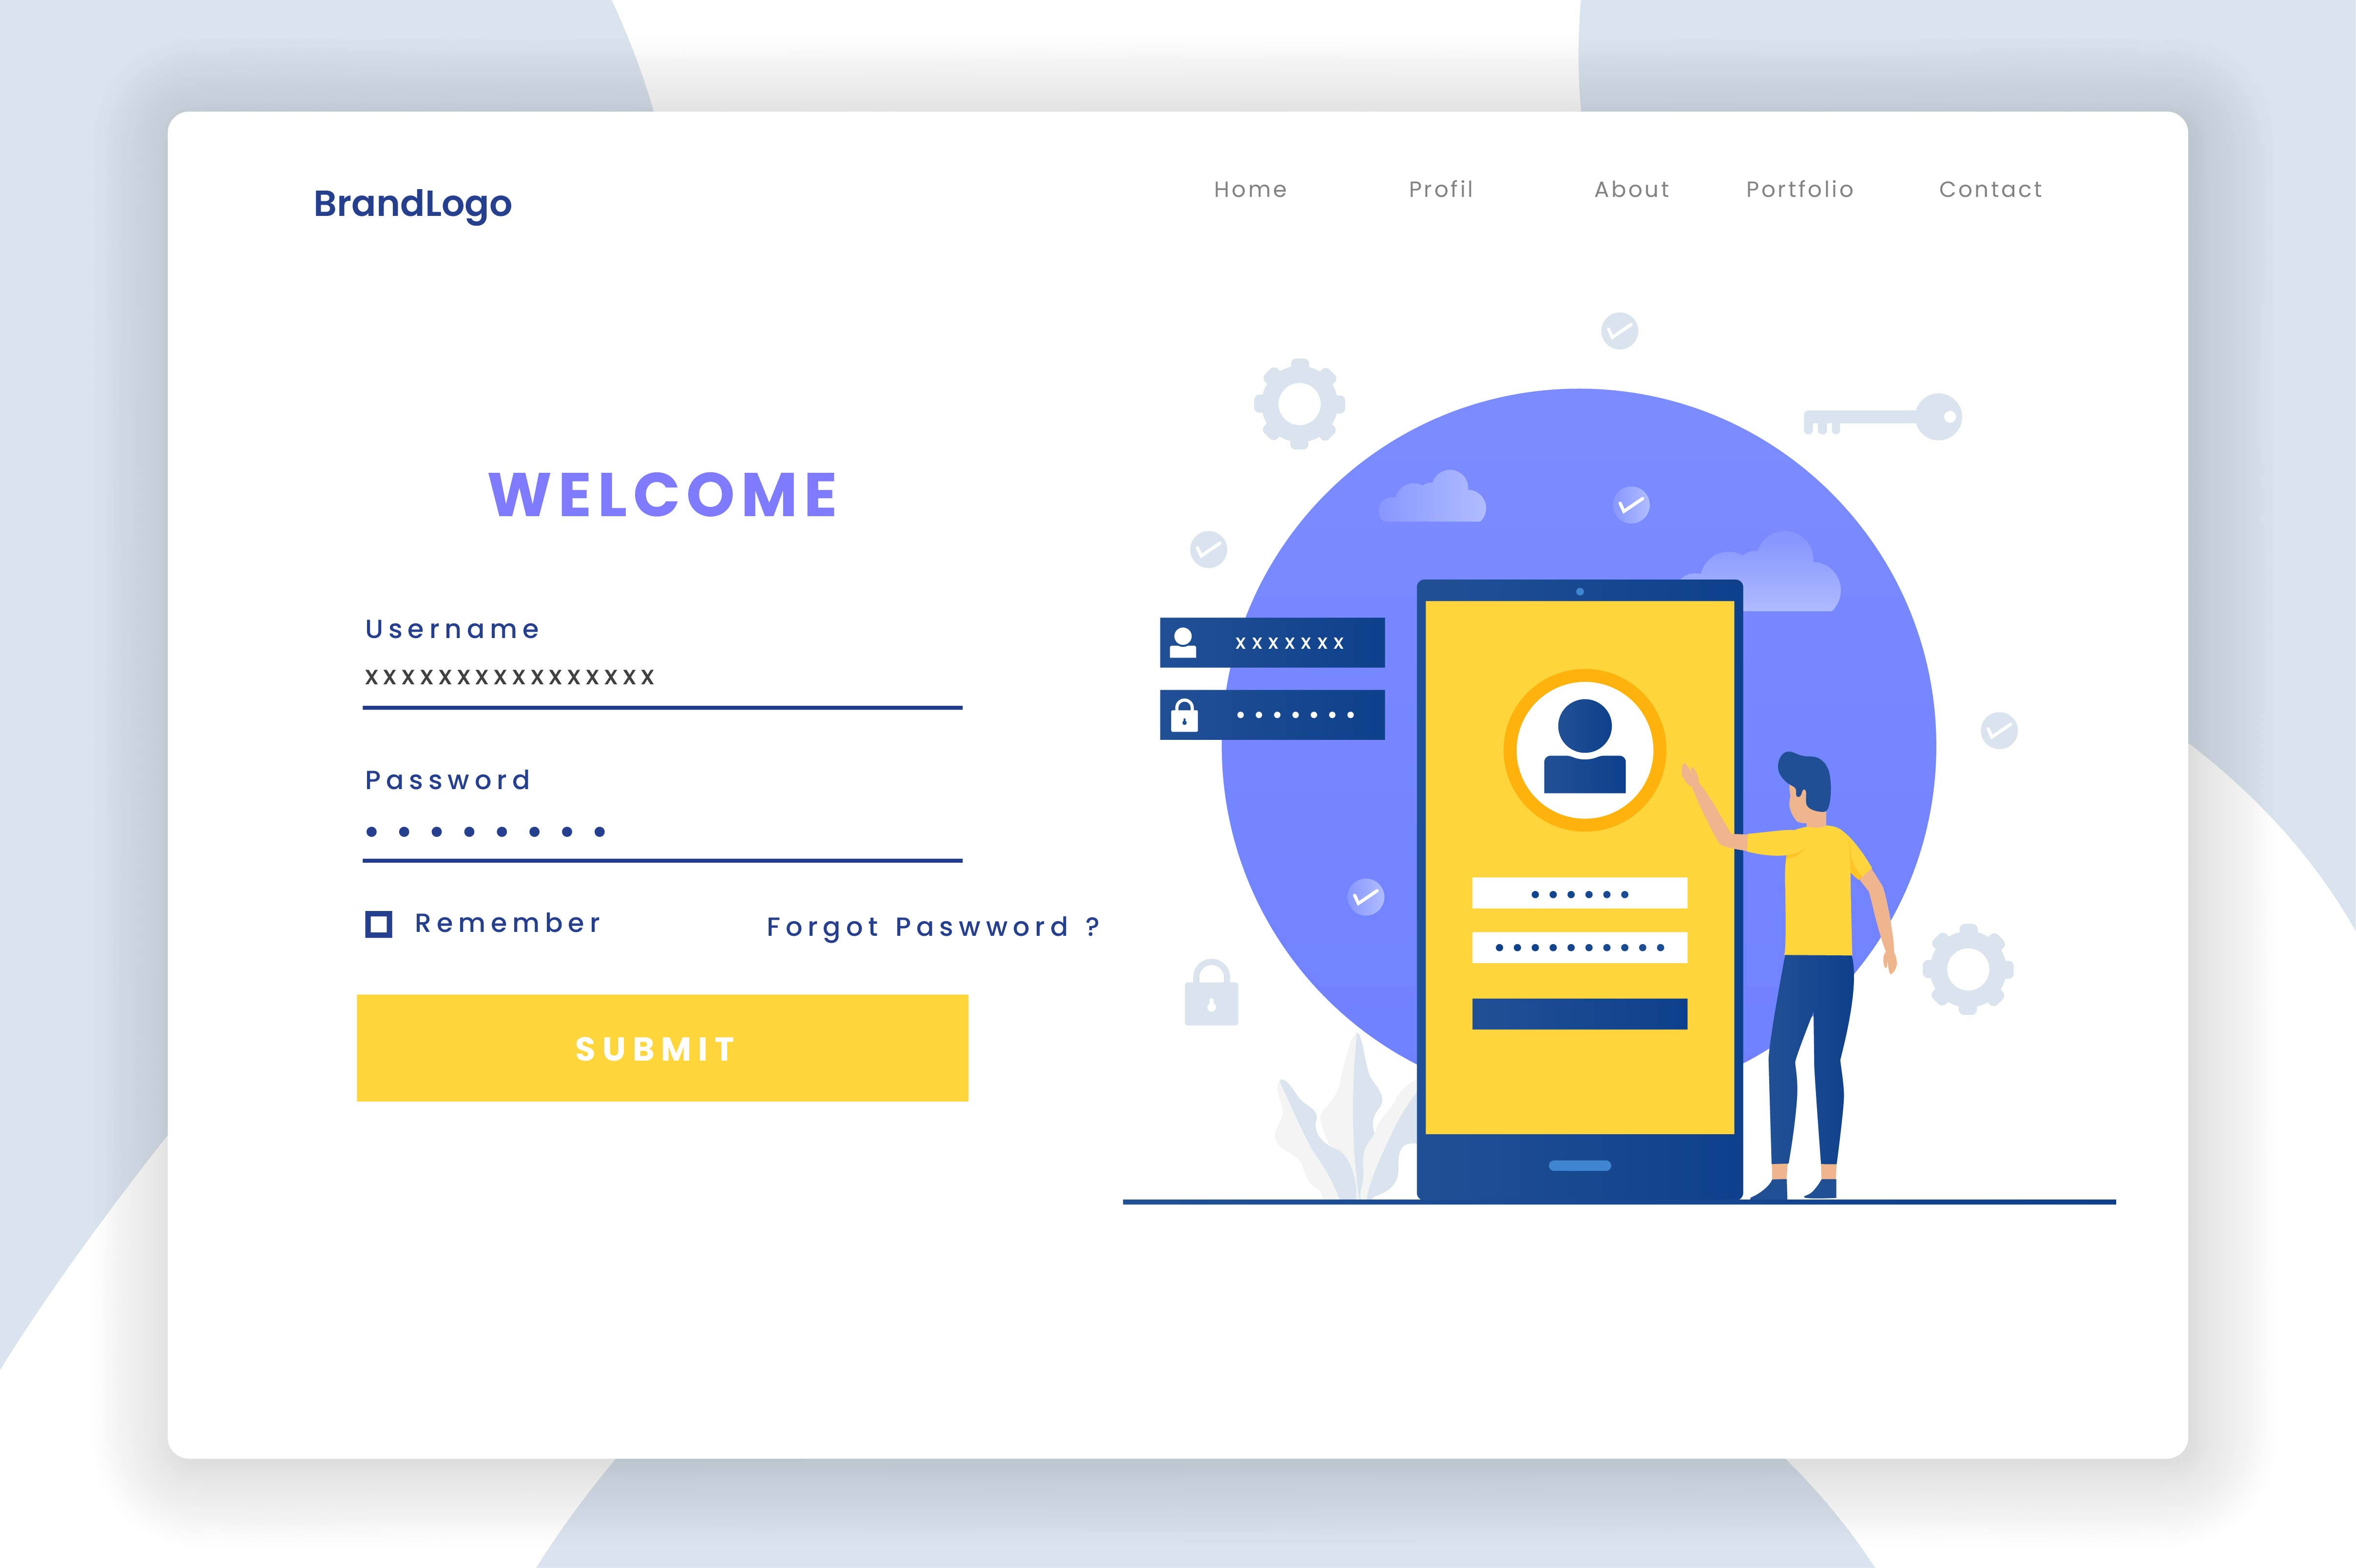 BrandLogo
Home Profil About Portfolio Contact
WELCOME
Username
xxxxxxxxxxxxxxxx
xxxxxxx
Password
Remember
Forgot Paswword ?
SUBMIT